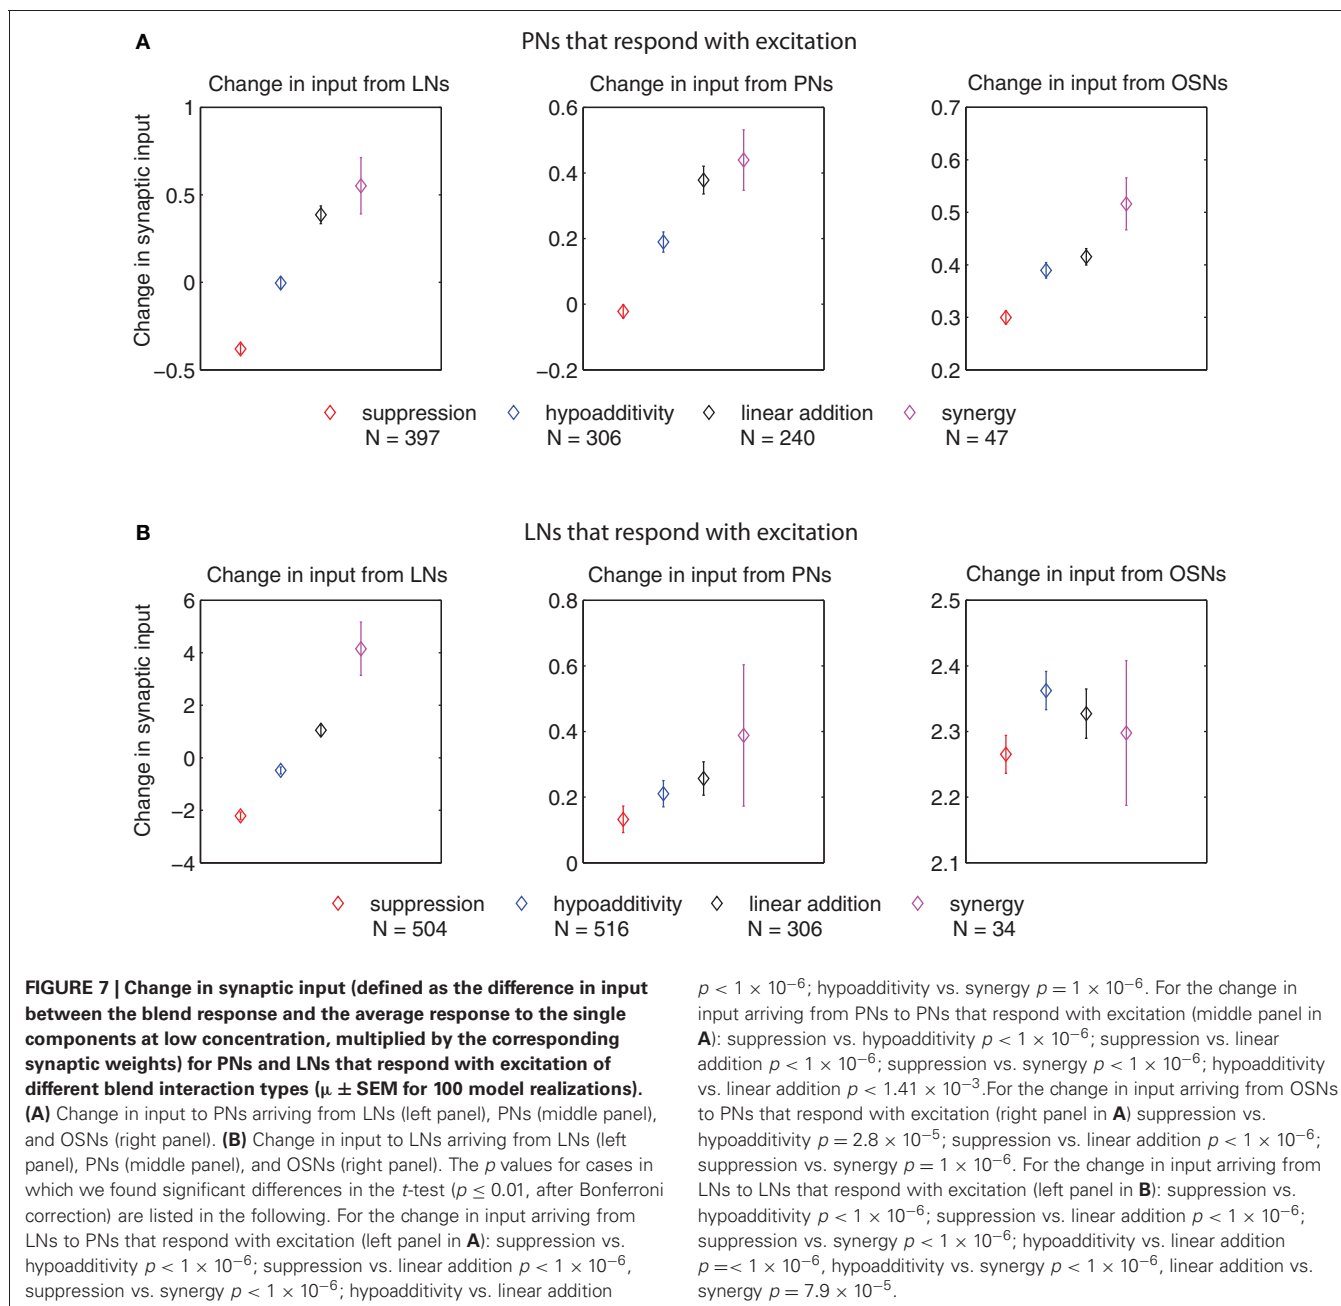 A
PNs that respond with excitation
Change in input from LNs
Change in input from PNs
Change in input from OSNs
Change in synaptic input
1
0.5
0
−0.5
0.6
0.4
0.2
0
−0.2
0.7
0.6
0.5
0.4
0.3
0.2
suppression
N = 397
hypoadditivity
N = 306
linear addition
N = 240
synergy
N = 47
B
LNs that respond with excitation
Change in input from LNs
Change in input from PNs
Change in input from OSNs
Change in synaptic input
6
4
2
0
−2
−4
0.8
0.6
0.4
0.2
0
2.5
2.4
2.3
2.2
2.1
suppression
N = 504
hypoadditivity
N = 516
linear addition
N = 306
synergy
N = 34
FIGURE 7 | Change in synaptic input (defined as the difference in input
between the blend response and the average response to the single
components at low concentration, multiplied by the corresponding
synaptic weights) for PNs and LNs that respond with excitation of
different blend interaction types (μ ± SEM for 100 model realizations).
(A) Change in input to PNs arriving from LNs (left panel), PNs (middle panel),
and OSNs (right panel). (B) Change in input to LNs arriving from LNs (left
panel), PNs (middle panel), and OSNs (right panel). The p values for cases in
which we found significant differences in the t-test (p ≤ 0.01, after Bonferroni
correction) are listed in the following. For the change in input arriving from
LNs to PNs that respond with excitation (left panel in A): suppression vs.
hypoadditivity p < 1 × 10−6; suppression vs. linear addition p < 1 × 10−6,
suppression vs. synergy p < 1 × 10−6; hypoadditivity vs. linear addition
p < 1 × 10−6; hypoadditivity vs. synergy p = 1 × 10−6. For the change in
input arriving from PNs to PNs that respond with excitation (middle panel in
A): suppression vs. hypoadditivity p < 1 × 10−6; suppression vs. linear
addition p < 1 × 10−6; suppression vs. synergy p < 1 × 10−6; hypoadditivity
vs. linear addition p < 1.41 × 10−3.For the change in input arriving from OSNs
to PNs that respond with excitation (right panel in A) suppression vs.
hypoadditivity p = 2.8 × 10−5; suppression vs. linear addition p < 1 × 10−6;
suppression vs. synergy p = 1 × 10−6. For the change in input arriving from
LNs to LNs that respond with excitation (left panel in B): suppression vs.
hypoadditivity p < 1 × 10−6; suppression vs. linear addition p < 1 × 10−6;
suppression vs. synergy p < 1 × 10−6; hypoadditivity vs. linear addition
p =< 1 × 10−6, hypoadditivity vs. synergy p < 1 × 10−6, linear addition vs.
synergy p = 7.9 × 10−5.